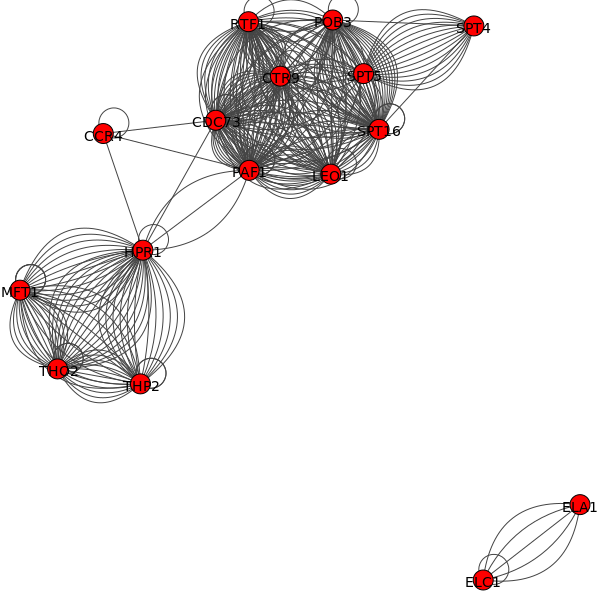 RTF1
POB3
SPT4
CTR9
SPT5
CDC73
SPT16
CCR4
PAF1
LEO1
HPR1
MFT1
THO2
THP2
ELA1
ELC1